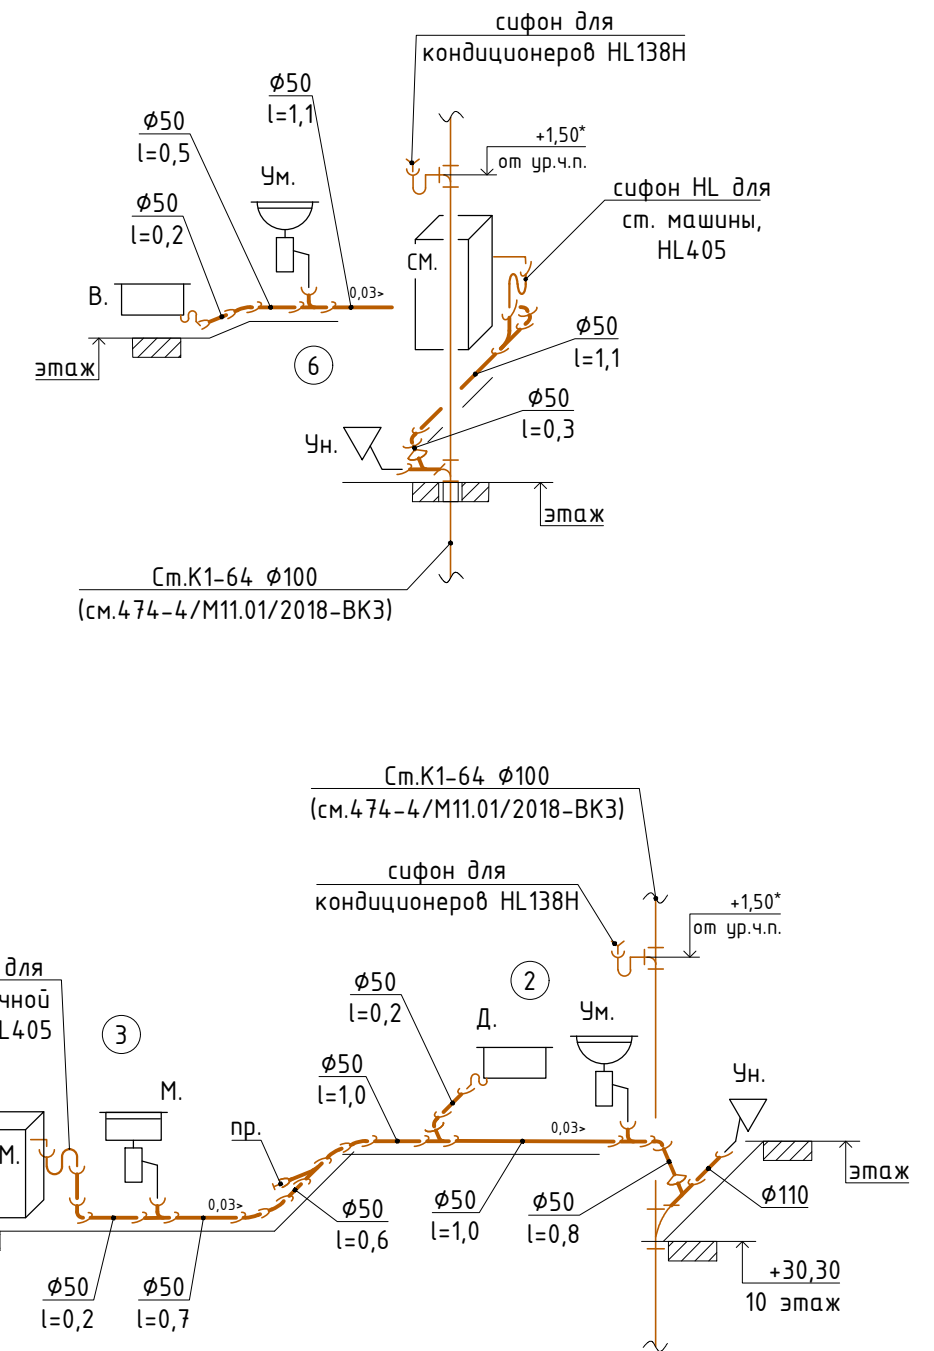 сифон для
кондиционеров HL138H
Ф50
l=1,1
Ф50
l=0,5
+1,50*
от ур.ч.п.
Ум.
сифон HL для
ст. машины,
HL405
Ф50
l=0,2
СМ.
В.
0,03>
Ф50
l=1,1
этаж
6
Ф50
l=0,3
Ун.
этаж
Ст.К1-64 Ф100
(см.474-4/М11.01/2018-ВК3)
Ст.К1-64 Ф100
(см.474-4/М11.01/2018-ВК3)
сифон для
кондиционеров HL138H
+1,50*
от ур.ч.п.
для
чной
L405
3
Ф50
l=0,2
2
Д.
Ум.
Ф50
l=1,0
Ун.
М.
пр.
0,03>
М.
этаж
0,03>
Ф50
l=0,6
Ф50
l=1,0
Ф50
l=0,8
Ф110
Ф50
l=0,2
Ф50
l=0,7
+30,30
10 этаж